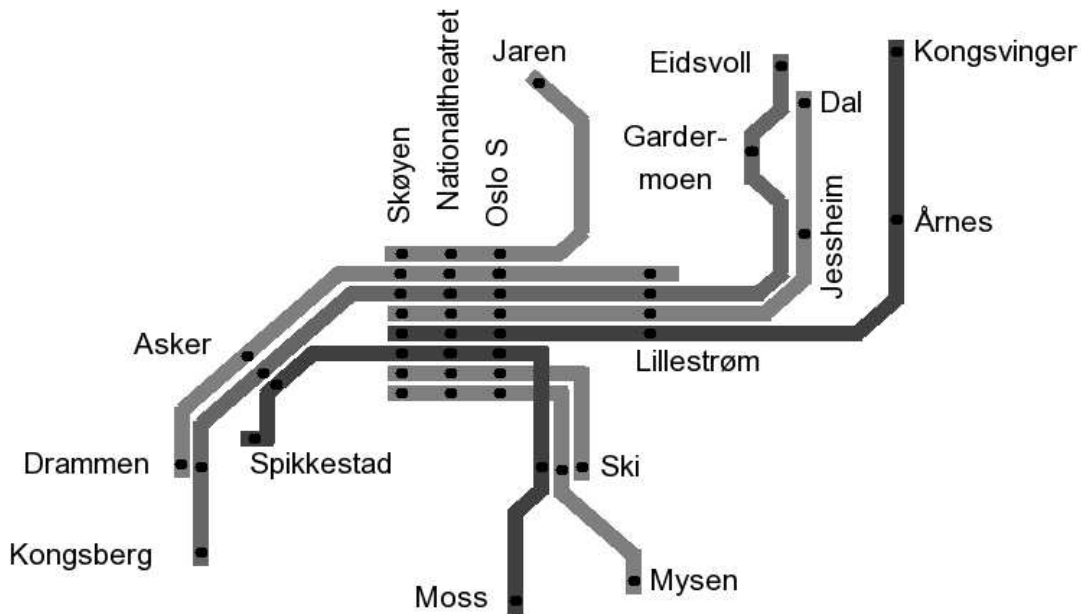 Jaren
Eidsvoll
Kongsvinger
Dal
Garder-
moen
Skøyen
Nationaltheatret
Oslo S
Jessheim
Årnes
Asker
Lillestrøm
Drammen
Spikkestad
Ski
Kongsberg
Moss
Mysen